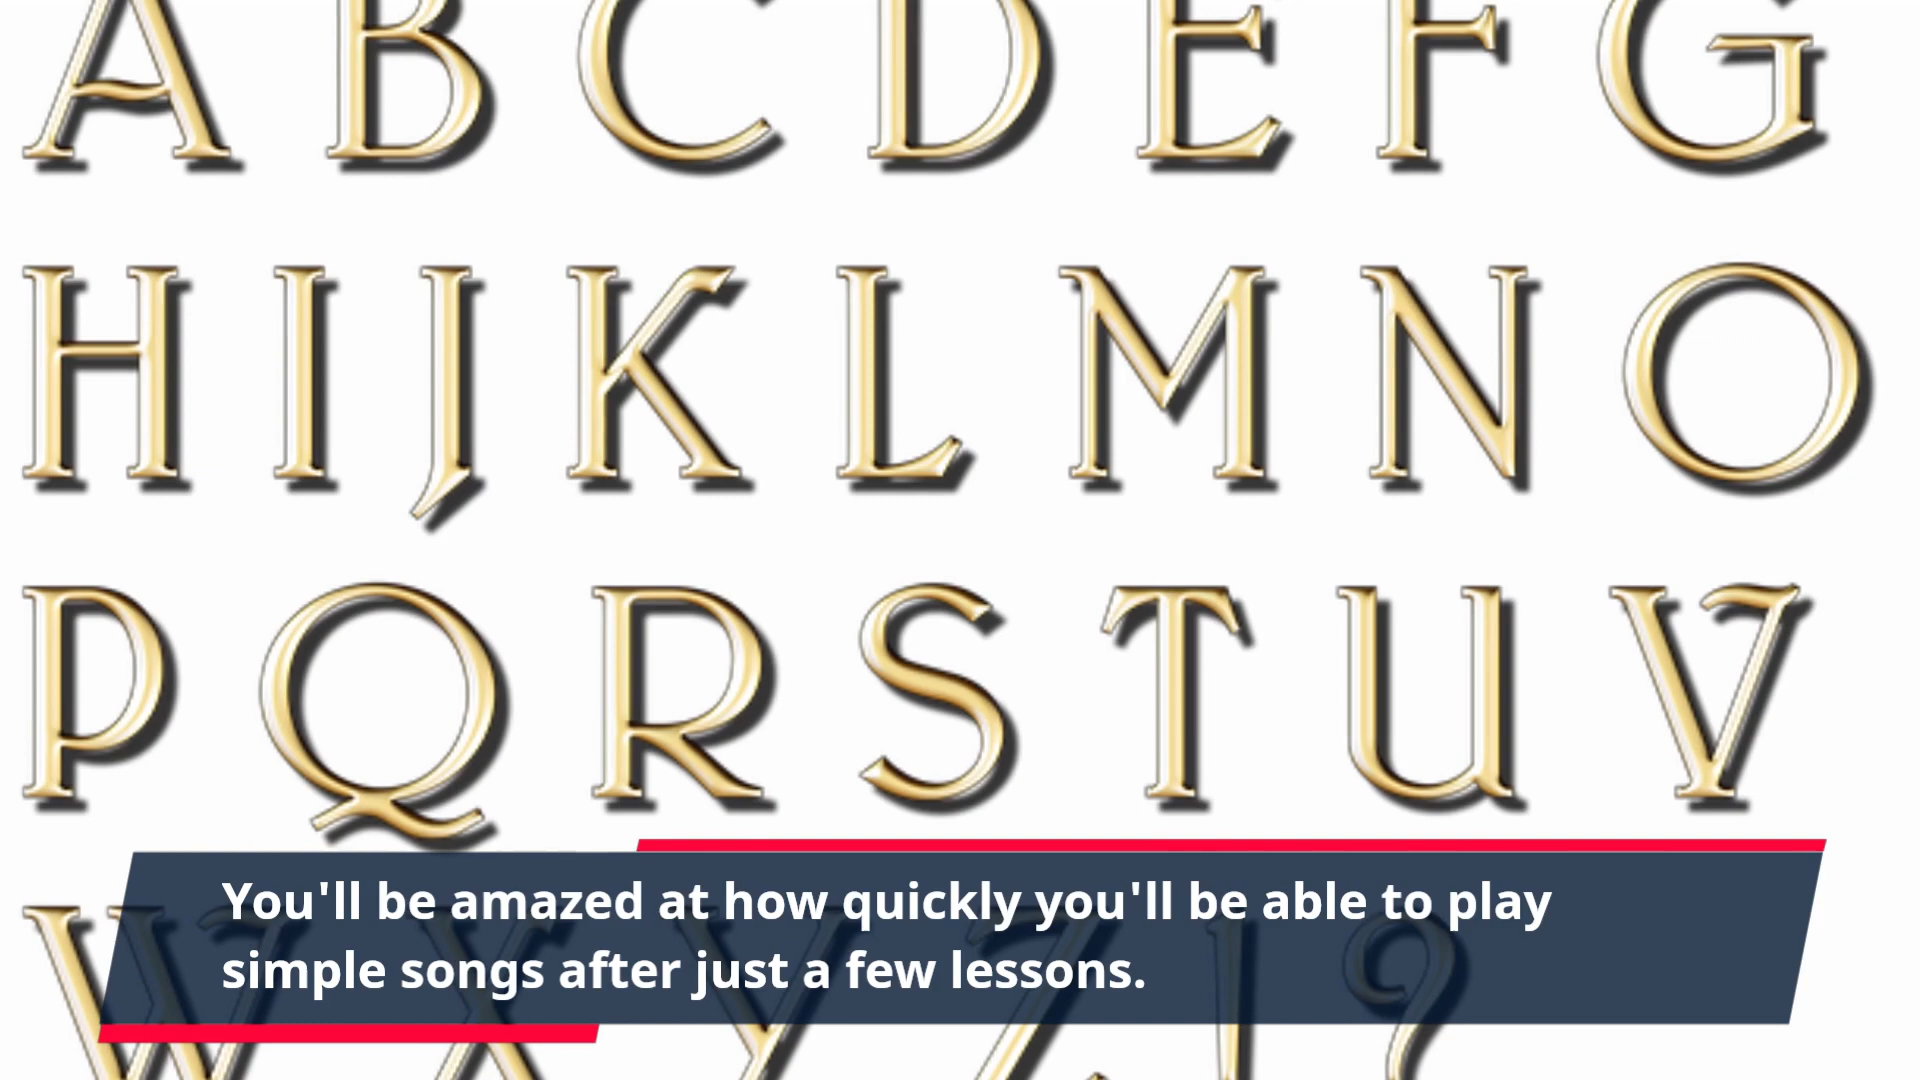 A B C D E F G
H I J K L M N O
P Q R S T U V
W X Y Z ! ?
You'll be amazed at how quickly you'll be able to play
simple songs after just a few lessons.